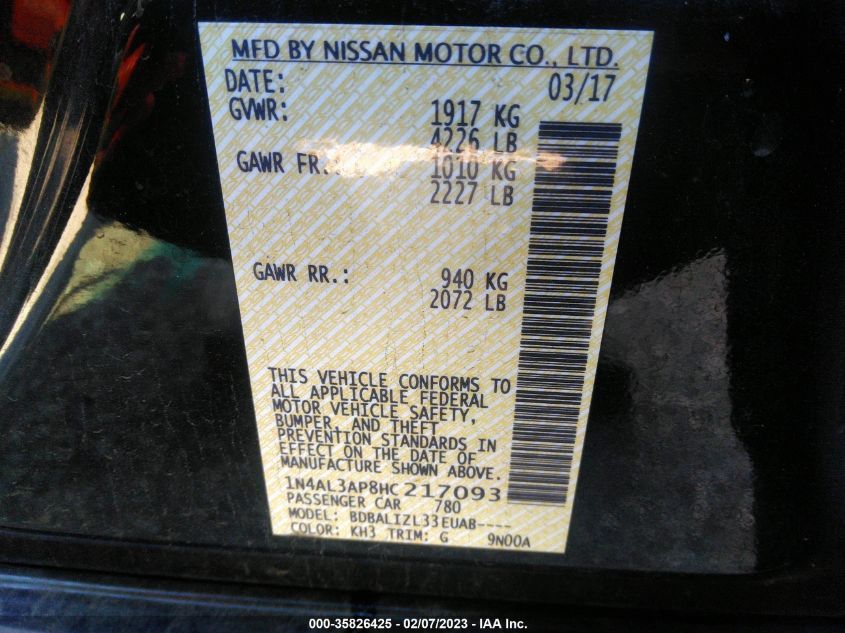 MFD BY NISSAN MOTOR CO., LTD.
DATE: 03/17
GVWR: 1917 KG
4226 LB
GAWR FR.: 1010 KG
2227 LB
GAWR RR.: 940 KG
2072 LB
THIS VEHICLE CONFORMS TO
ALL APPLICABLE FEDERAL
MOTOR VEHICLE SAFETY,
BUMPER, AND THEFT
PREVENTION STANDARDS IN
EFFECT ON THE DATE OF
MANUFACTURE SHOWN ABOVE.
1N4AL3AP8HC217093
PASSENGER CAR 780
MODEL: BDBALIZL33EUAB----
COLOR: KH3 TRIM: G 9N00A
000-35826425 - 02/07/2023 - IAA Inc.